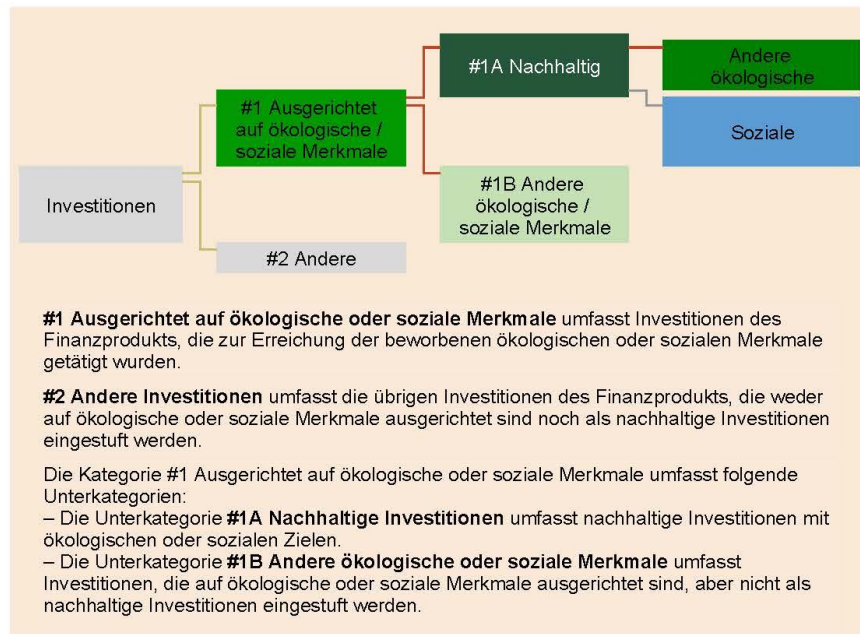 Investitionen
#1 Ausgerichtet
auf ökologische /
soziale Merkmale
#2 Andere
#1A Nachhaltig
#1B Andere
ökologische /
soziale Merkmale
Andere
ökologische
Soziale
#1 Ausgerichtet auf ökologische oder soziale Merkmale umfasst Investitionen des
Finanzprodukts, die zur Erreichung der beworbenen ökologischen oder sozialen Merkmale
getätigt wurden.
#2 Andere Investitionen umfasst die übrigen Investitionen des Finanzprodukts, die weder
auf ökologische oder soziale Merkmale ausgerichtet sind noch als nachhaltige Investitionen
eingestuft werden.
Die Kategorie #1 Ausgerichtet auf ökologische oder soziale Merkmale umfasst folgende
Unterkategorien:
– Die Unterkategorie #1A Nachhaltige Investitionen umfasst nachhaltige Investitionen mit
ökologischen oder sozialen Zielen.
– Die Unterkategorie #1B Andere ökologische oder soziale Merkmale umfasst
Investitionen, die auf ökologische oder soziale Merkmale ausgerichtet sind, aber nicht als
nachhaltige Investitionen eingestuft werden.